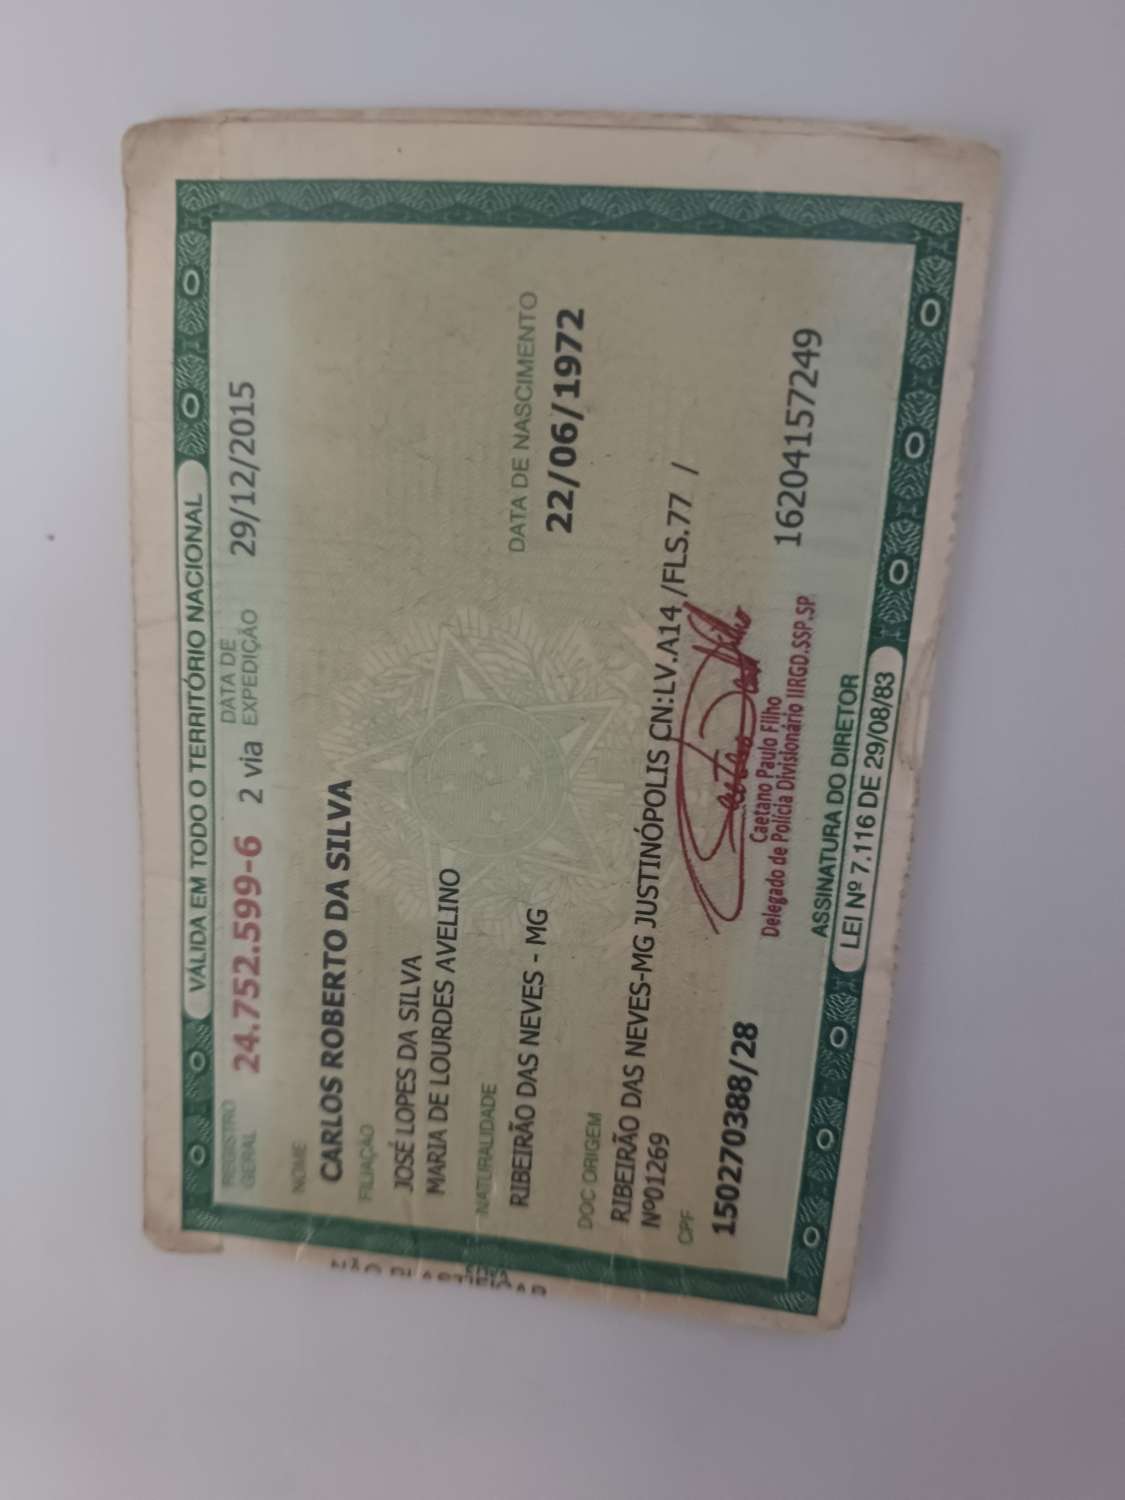 VÁLIDA EM TODO O TERRITÓRIO NACIONAL
REGISTRO GERAL 24.752.599-6 2 via DATA DE EXPEDIÇÃO 29/12/2015
NOME
CARLOS ROBERTO DA SILVA
FILIAÇÃO
JOSÉ LOPES DA SILVA
MARIA DE LOURDES AVELINO
NATURALIDADE
RIBEIRÃO DAS NEVES - MG
DATA DE NASCIMENTO
22/06/1972
DOC ORIGEM
RIBEIRÃO DAS NEVES-MG JUSTINÓPOLIS CN:LV.A14 /FLS.77 /
Nº01269
CPF
150270388/28
Caetano Paulo Filho
Delegado de Polícia Divisionário IIRGD.SSP.SP
16204157249
ASSINATURA DO DIRETOR
LEI Nº 7.116 DE 29/08/83
NÃO PLASTIFICAR